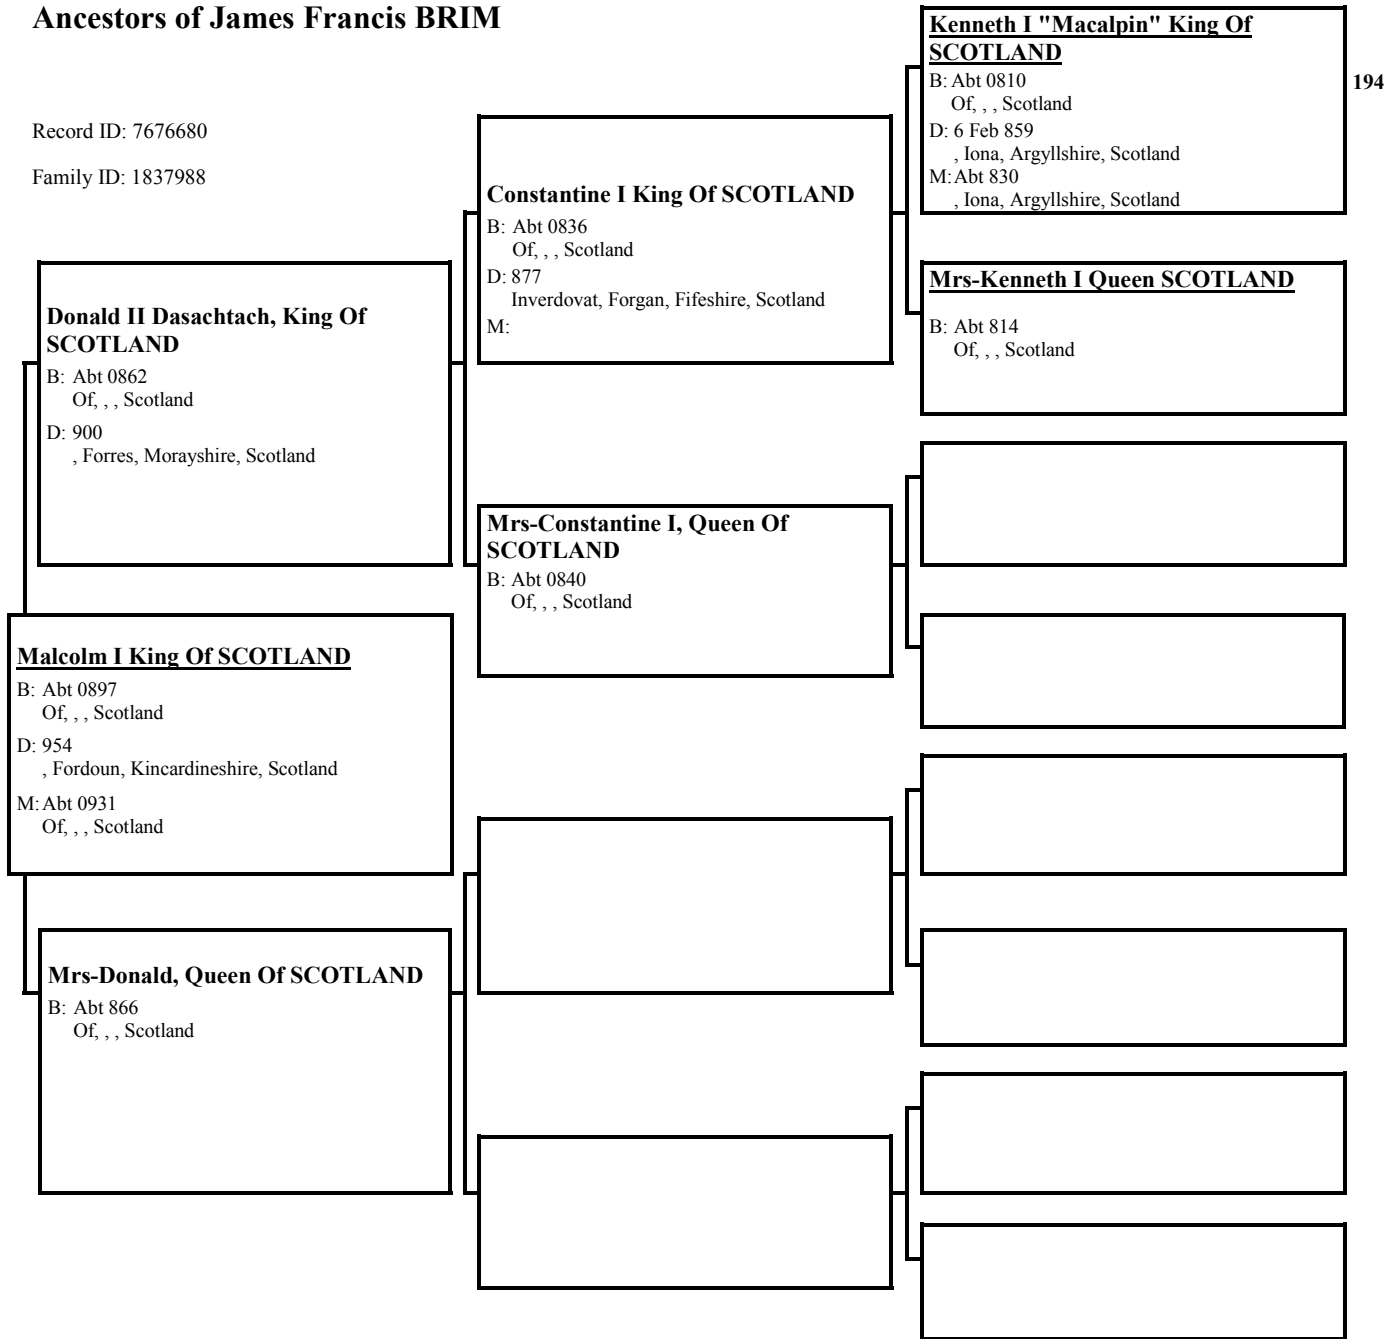 Ancestors of James Francis BRIM
Record ID: 7676680
Family ID: 1837988
Kenneth I "Macalpin" King Of
SCOTLAND
B: Abt 0810
Of, , , Scotland
D: 6 Feb 859
, Iona, Argyllshire, Scotland
M: Abt 830
, Iona, Argyllshire, Scotland
194
Constantine I King Of SCOTLAND
B: Abt 0836
Of, , , Scotland
D: 877
Inverdovat, Forgan, Fifeshire, Scotland
M:
Mrs-Kenneth I Queen SCOTLAND
B: Abt 814
Of, , , Scotland
Donald II Dasachtach, King Of
SCOTLAND
B: Abt 0862
Of, , , Scotland
D: 900
, Forres, Morayshire, Scotland
Mrs-Constantine I, Queen Of
SCOTLAND
B: Abt 0840
Of, , , Scotland
Malcolm I King Of SCOTLAND
B: Abt 0897
Of, , , Scotland
D: 954
, Fordoun, Kincardineshire, Scotland
M: Abt 0931
Of, , , Scotland
Mrs-Donald, Queen Of SCOTLAND
B: Abt 866
Of, , , Scotland